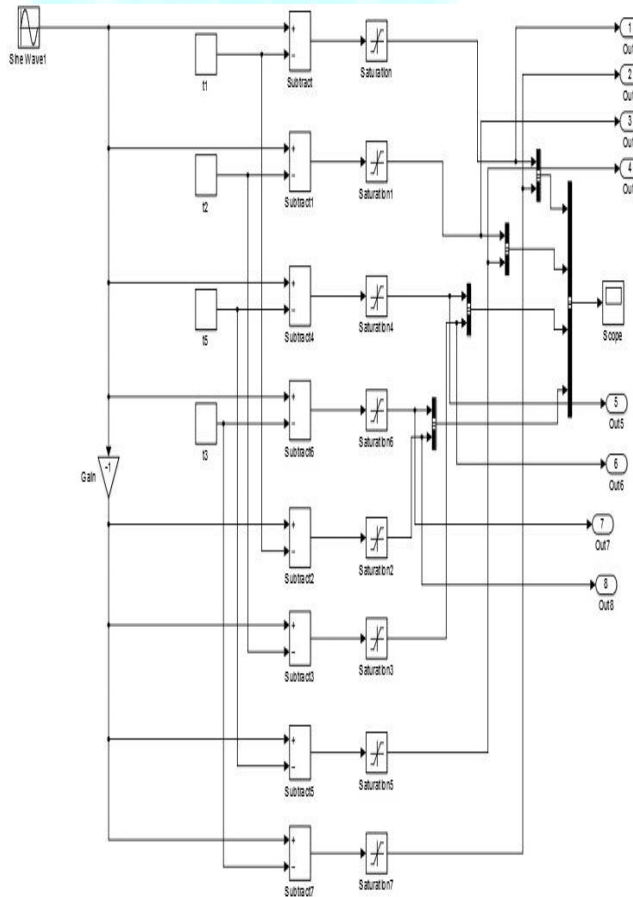 Sine Wave1
t1
+
−
Subtract
Saturation
1
Out
2
Out
3
Out
4
Out
t2
+
−
Subtract1
Saturation1
t5
+
−
Subtract4
Saturation4
Scope
t3
+
−
Subtract6
Saturation6
5
Out5
-1
Gain
6
Out6
+
−
Subtract2
Saturation2
7
Out7
8
Out8
+
−
Subtract3
Saturation3
+
−
Subtract5
Saturation5
+
−
Subtract7
Saturation7